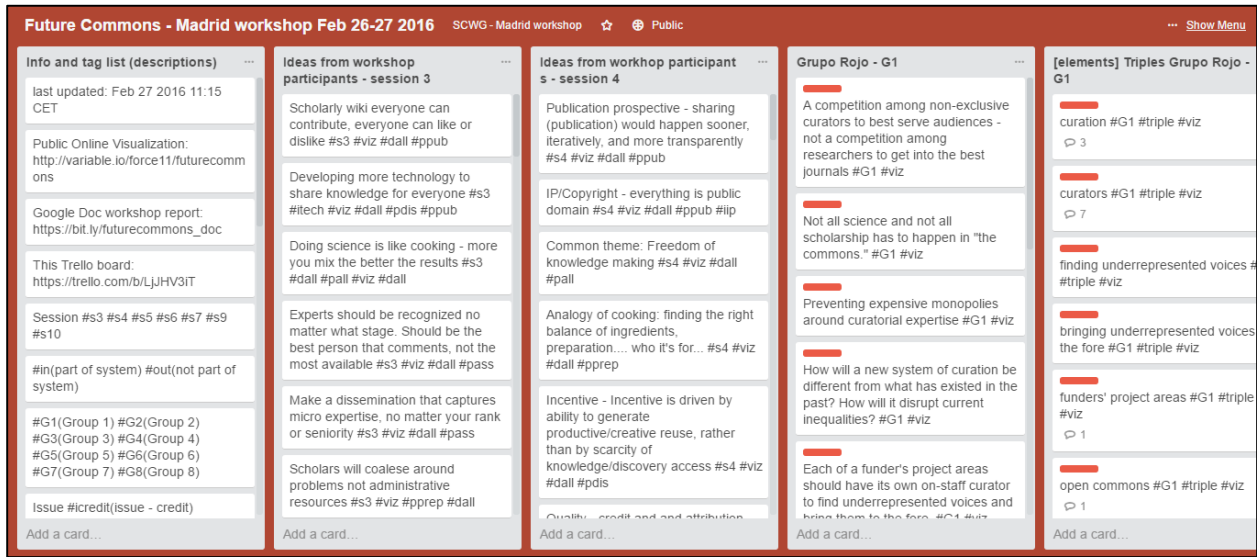 Future Commons - Madrid workshop Feb 26-27 2016
SCWG - Madrid workshop
Public
··· Show Menu
Info and tag list (descriptions) ···
last updated: Feb 27 2016 11:15
CET
Public Online Visualization:
http://variable.io/force11/futurecomm
ons
Google Doc workshop report:
https://bit.ly/futurecommons_doc
This Trello board:
https://trello.com/b/LjJHV3iT
Session #s3 #s4 #s5 #s6 #s7 #s9
#s10
#in(part of system) #out(not part of
system)
#G1(Group 1) #G2(Group 2)
#G3(Group 3) #G4(Group 4)
#G5(Group 5) #G6(Group 6)
#G7(Group 7) #G8(Group 8)
Issue #icredit(issue - credit)
Add a card...
Ideas from workshop ···
participants - session 3
Scholarly wiki everyone can
contribute, everyone can like or
dislike #s3 #viz #dall #ppub
Developing more technology to
share knowledge for everyone #s3
#itech #viz #dall #pdis #ppub
Doing science is like cooking - more
you mix the better the results #s3
#dall #pall #viz #dall
Experts should be recognized no
matter what stage. Should be the
best person that comments, not the
most available #s3 #viz #dall #pass
Make a dissemination that captures
micro expertise, no matter your rank
or seniority #s3 #viz #dall #pass
Scholars will coalese around
problems not administrative
resources #s3 #viz #pprep #dall
Add a card...
Ideas from workhop participant ···
s - session 4
Publication prospective - sharing
(publication) would happen sooner,
iteratively, and more transparently
#s4 #viz #dall #ppub
IP/Copyright - everything is public
domain #s4 #viz #dall #ppub #iip
Common theme: Freedom of
knowledge making #s4 #viz #dall
#pall
Analogy of cooking: finding the right
balance of ingredients,
preparation.... who it's for... #s4 #viz
#dall #pprep
Incentive - Incentive is driven by
ability to generate
productive/creative reuse, rather
than by scarcity of
knowledge/discovery access #s4 #viz
#dall #pdis
Quality - credit and and attribution
Add a card...
Grupo Rojo - G1 ···
A competition among non-exclusive
curators to best serve audiences -
not a competition among
researchers to get into the best
journals #G1 #viz
Not all science and not all
scholarship has to happen in "the
commons." #G1 #viz
Preventing expensive monopolies
around curatorial expertise #G1 #viz
How will a new system of curation be
different from what has existed in the
past? How will it disrupt current
inequalities? #G1 #viz
Each of a funder's project areas
should have its own on-staff curator
to find underrepresented voices and
bring them to the fore. #G1 #viz
Add a card...
[elements] Triples Grupo Rojo -
G1
curation #G1 #triple #viz
3
curators #G1 #triple #viz
7
finding underrepresented voices #
#triple #viz
bringing underrepresented voices
the fore #G1 #triple #viz
funders' project areas #G1 #triple
#viz
1
open commons #G1 #triple #viz
1
Add a card...